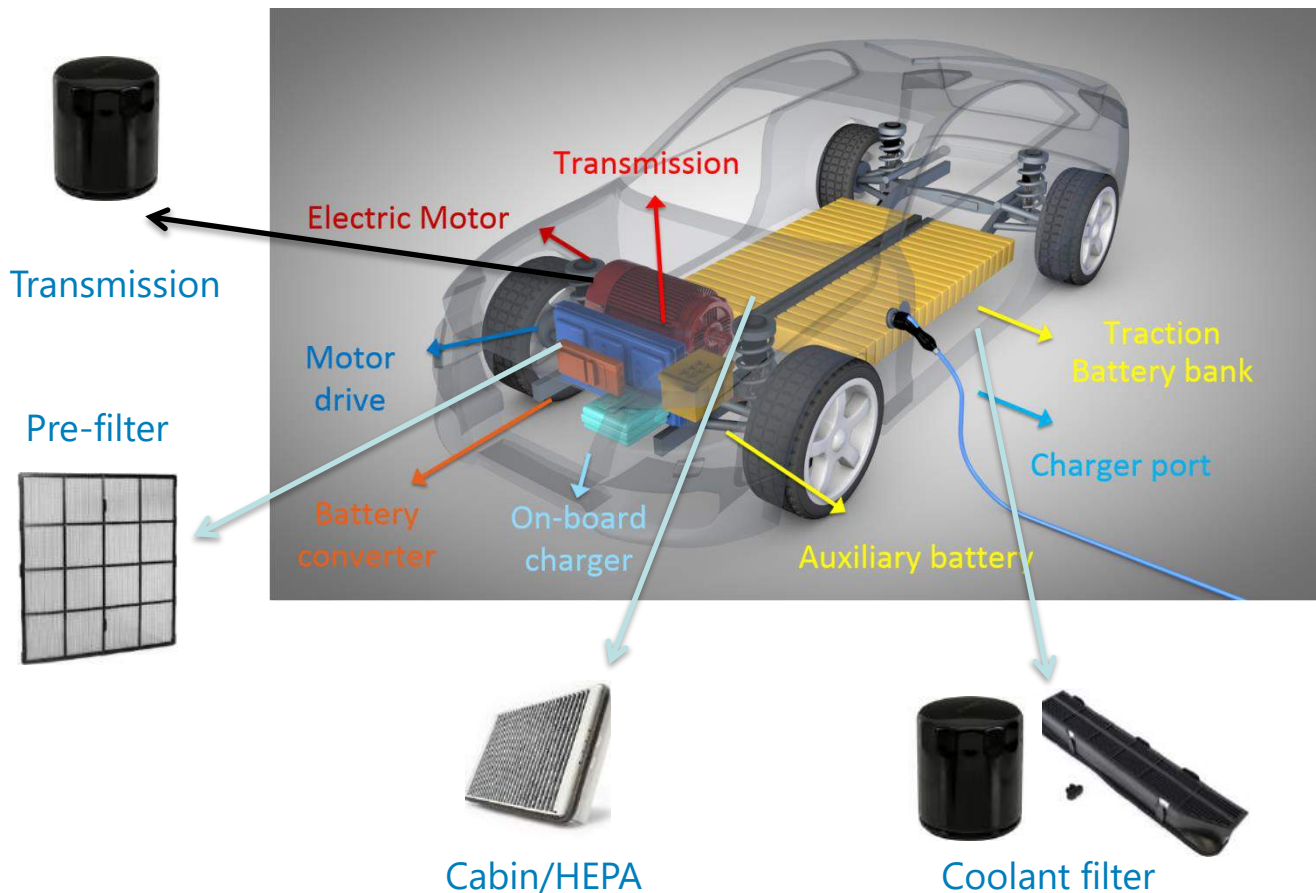 Transmission
Electric Motor
Transmission
Motor
drive
Traction
Battery bank
Pre-filter
Charger port
Battery
converter
On-board
charger
Auxiliary battery
Cabin/HEPA
Coolant filter